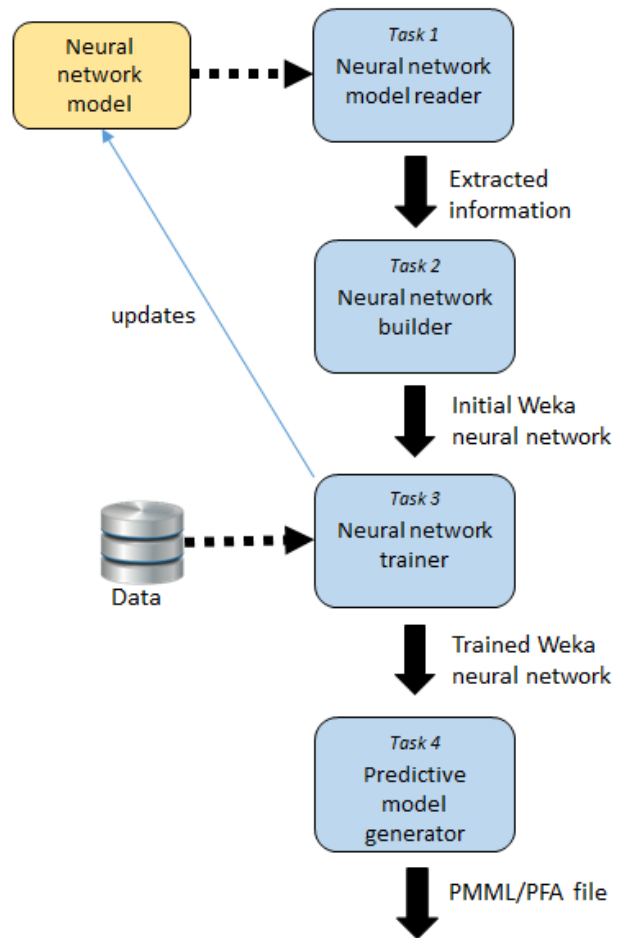 Neural
network
model
Task 1
Neural network
model reader
Extracted
information
Task 2
Neural network
builder
updates
Initial Weka
neural network
Task 3
Neural network
trainer
Data
Trained Weka
neural network
Task 4
Predictive
model
generator
PMML/PFA file